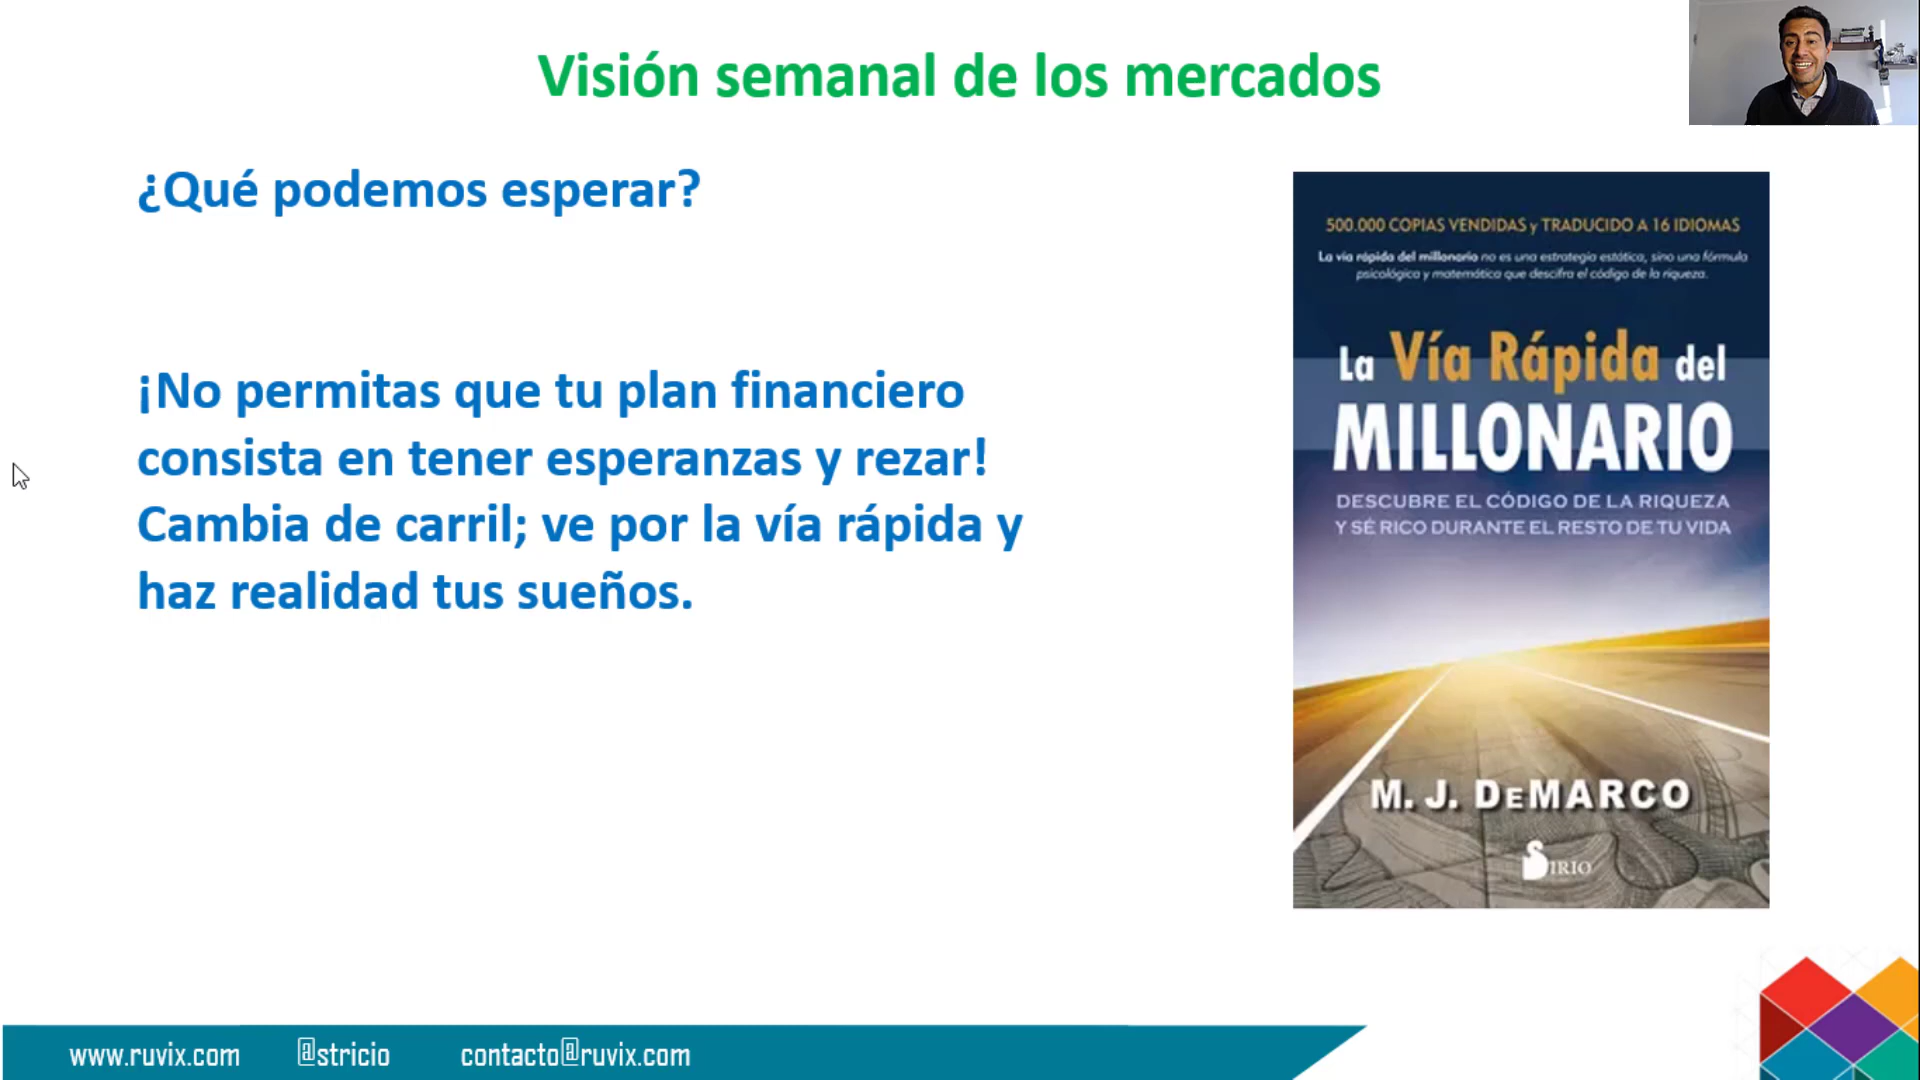 Visión semanal de los mercados
¿Qué podemos esperar?
¡No permitas que tu plan financiero
consista en tener esperanzas y rezar!
Cambia de carril; ve por la vía rápida y
haz realidad tus sueños.
500.000 COPIAS VENDIDAS y TRADUCIDO A 16 IDIOMAS
La vía rápida del millonario no es una estrategia estática, sino una fórmula
psicológica y matemática que descifra el código de la riqueza.
La Vía Rápida del
MILLONARIO
DESCUBRE EL CÓDIGO DE LA RIQUEZA
Y SÉ RICO DURANTE EL RESTO DE TU VIDA
M. J. DEMARCO
SIRIO
www.ruvix.com @stricio contacto@ruvix.com